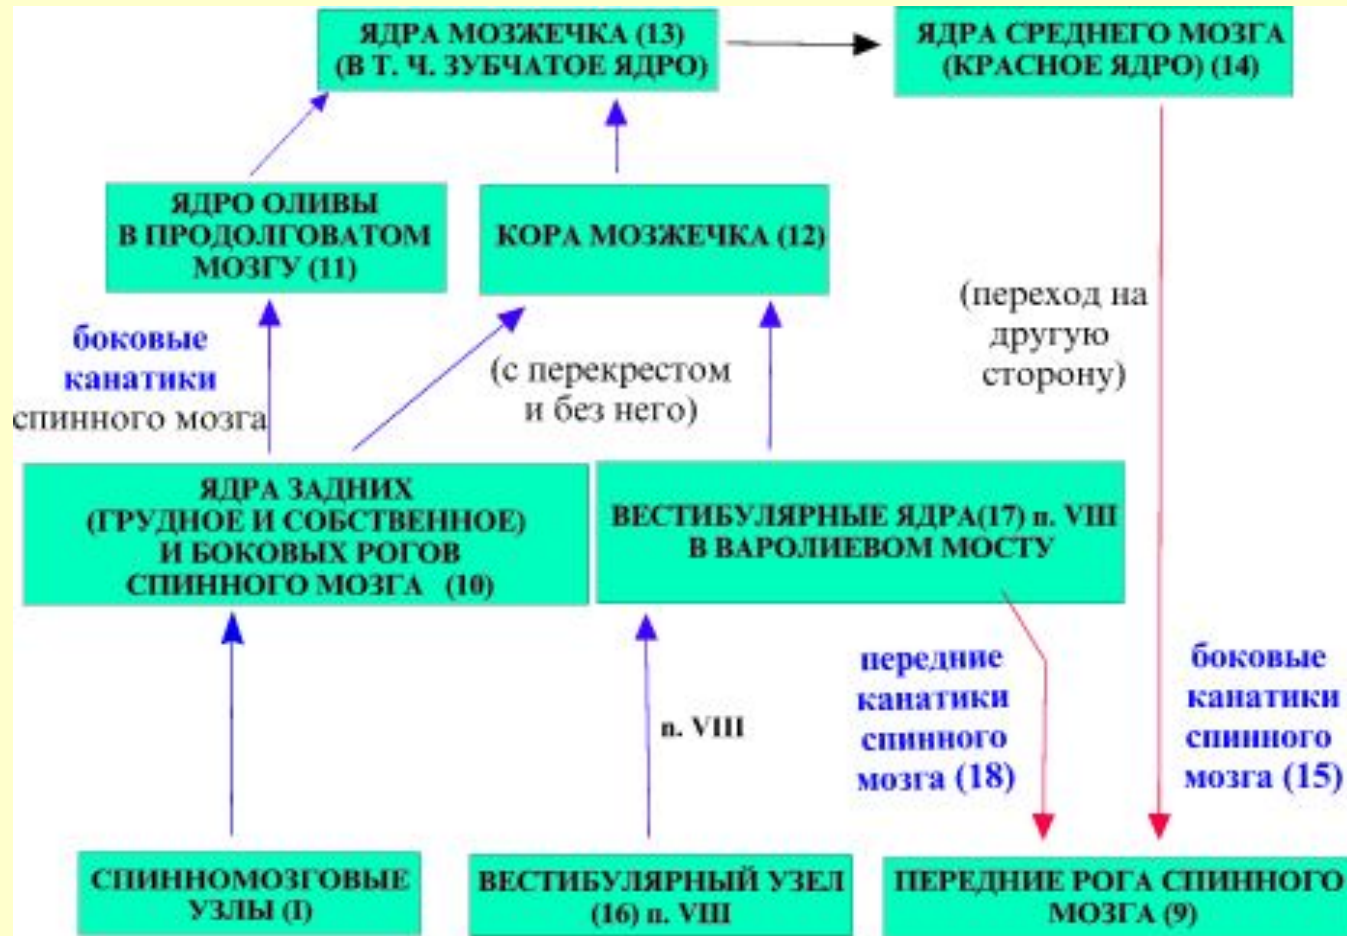 ЯДРА МОЗЖЕЧКА (13)
(В Т. Ч. ЗУБЧАТОЕ ЯДРО)
ЯДРА СРЕДНЕГО МОЗГА
(КРАСНОЕ ЯДРО) (14)
ЯДРО ОЛИВЫ
В ПРОДОЛГОВАТОМ
МОЗГУ (11)
КОРА МОЗЖЕЧКА (12)
боковые
канатики
спинного мозга
(с перекрестом
и без него)
(переход на
другую
сторону)
ЯДРА ЗАДНИХ
(ГРУДНОЕ И СОБСТВЕННОЕ)
И БОКОВЫХ РОГОВ
СПИННОГО МОЗГА (10)
ВЕСТИБУЛЯРНЫЕ ЯДРА(17) п. VIII
В ВАРОЛИЕВОМ МОСТУ
передние
канатики
спинного
мозга (18)
боковые
канатики
спинного
мозга (15)
п. VIII
СПИННОМОЗГОВЫЕ
УЗЛЫ (I)
ВЕСТИБУЛЯРНЫЙ УЗЕЛ
(16) п. VIII
ПЕРЕДНИЕ РОГА СПИННОГО
МОЗГА (9)